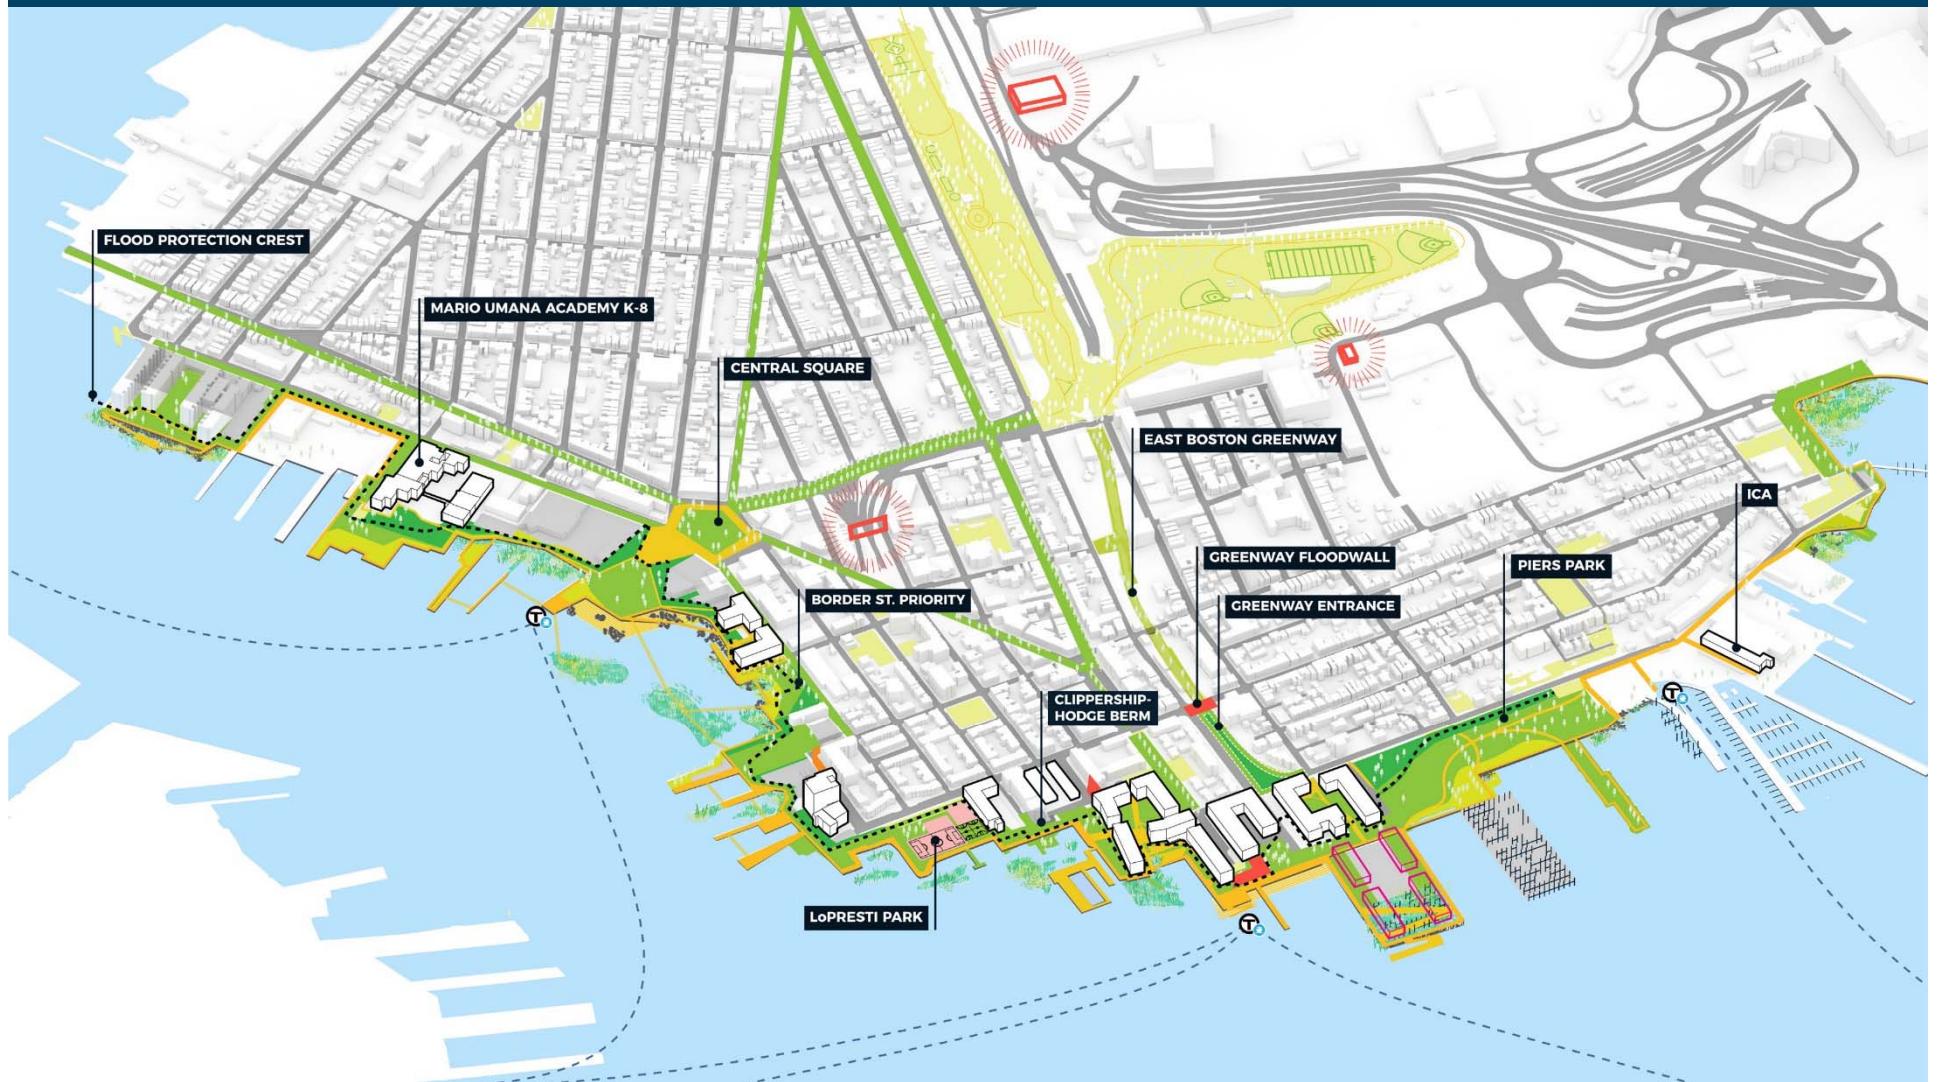 FLOOD PROTECTION CREST
MARIO UMANA ACADEMY K-8
CENTRAL SQUARE
EAST BOSTON GREENWAY
ICA
GREENWAY FLOODWALL
PIERS PARK
BORDER ST. PRIORITY
GREENWAY ENTRANCE
CLIPPERSHIP-
HODGE BERM
LoPRESTI PARK
T
T
T